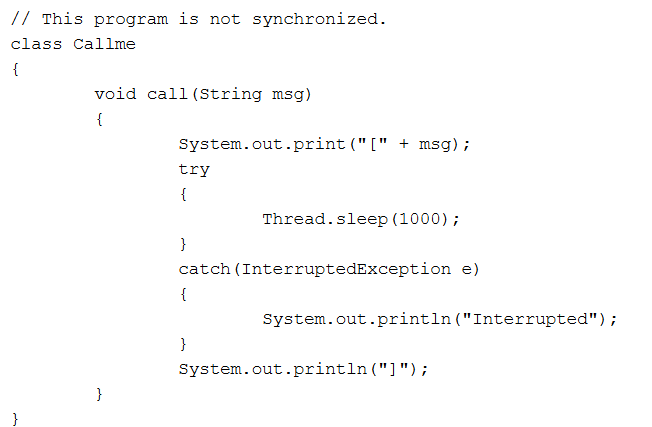 // This program is not synchronized.
class Callme
{
void call(String msg)
{
System.out.print("[" + msg);
try
{
Thread.sleep(1000);
}
catch(InterruptedException e)
{
System.out.println("Interrupted");
}
System.out.println("]");
}
}